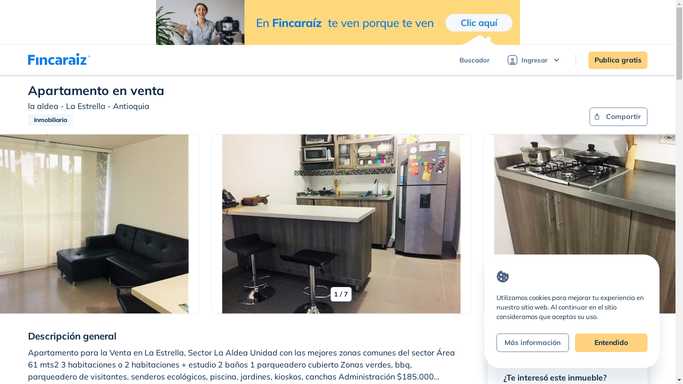 En Fincaraíz te ven porque te ven
Clic aquí
Fincaraiz
Buscador
Ingresar
Publica gratis
Apartamento en venta
la aldea - La Estrella - Antioquia
Inmobiliaria
Compartir
1 / 7
Utilizamos cookies para mejorar tu experiencia en
nuestro sitio web. Al continuar en el sitio
consideramos que aceptas su uso.
Más información
Entendido
Descripción general
Apartamento para la Venta en La Estrella, Sector La Aldea Unidad con las mejores zonas comunes del sector Área
61 mts2 3 habitaciones o 2 habitaciones + estudio 2 baños 1 parqueadero cubierto Zonas verdes, bbq,
parqueadero de visitantes, senderos ecológicos, piscina, jardines, kioskos, canchas Administración $185.000...
¿Te interesó este inmueble?